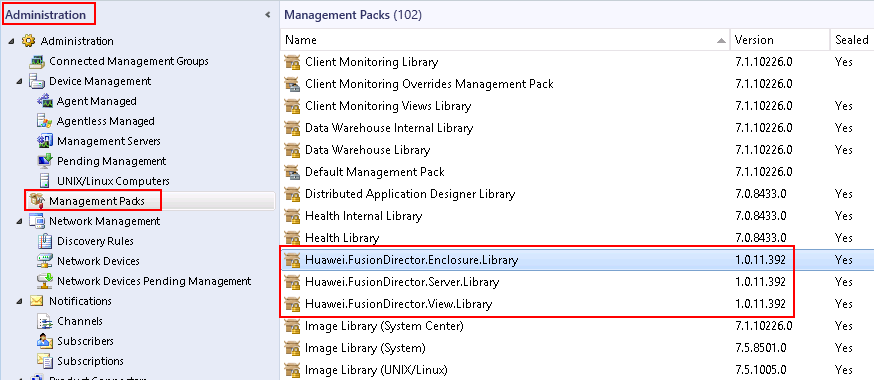 Administration
Administration
Connected Management Groups
Device Management
Agent Managed
Agentless Managed
Management Servers
Pending Management
UNIX/Linux Computers
Management Packs
Network Management
Discovery Rules
Network Devices
Network Devices Pending Management
Notifications
Channels
Subscribers
Subscriptions
Management Packs (102)
Name Version Sealed
Client Monitoring Library 7.1.10226.0 Yes
Client Monitoring Overrides Management Pack 7.1.10226.0
Client Monitoring Views Library 7.1.10226.0 Yes
Data Warehouse Internal Library 7.1.10226.0 Yes
Data Warehouse Library 7.1.10226.0 Yes
Default Management Pack 7.1.10226.0
Distributed Application Designer Library 7.0.8433.0 Yes
Health Internal Library 7.0.8433.0 Yes
Health Library 7.0.8433.0 Yes
Huawei.FusionDirector.Enclosure.Library 1.0.11.392 Yes
Huawei.FusionDirector.Server.Library 1.0.11.392 Yes
Huawei.FusionDirector.View.Library 1.0.11.392 Yes
Image Library (System Center) 7.1.10226.0 Yes
Image Library (System) 7.5.8501.0 Yes
Image Library (UNIX/Linux) 7.5.1005.0 Yes